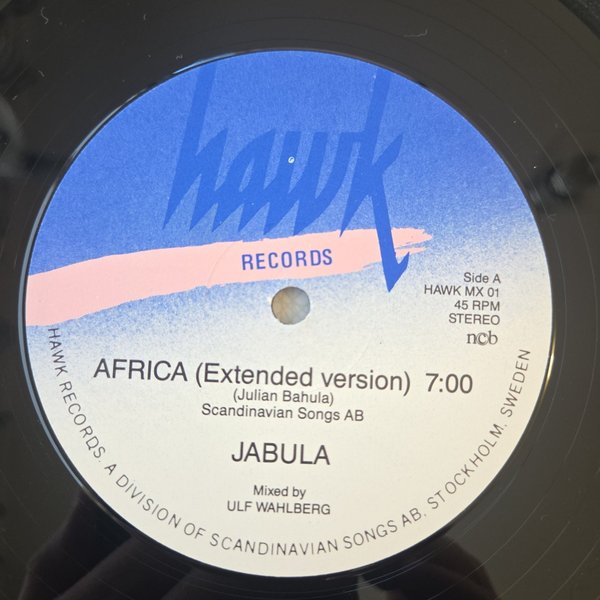 hawk
RECORDS
Side A
HAWK MX 01
45 RPM
STEREO
ncb
AFRICA (Extended version) 7:00
(Julian Bahula)
Scandinavian Songs AB
JABULA
Mixed by
ULF WAHLBERG
HAWK RECORDS. A DIVISION OF SCANDINAVIAN SONGS AB, STOCKHOLM, SWEDEN